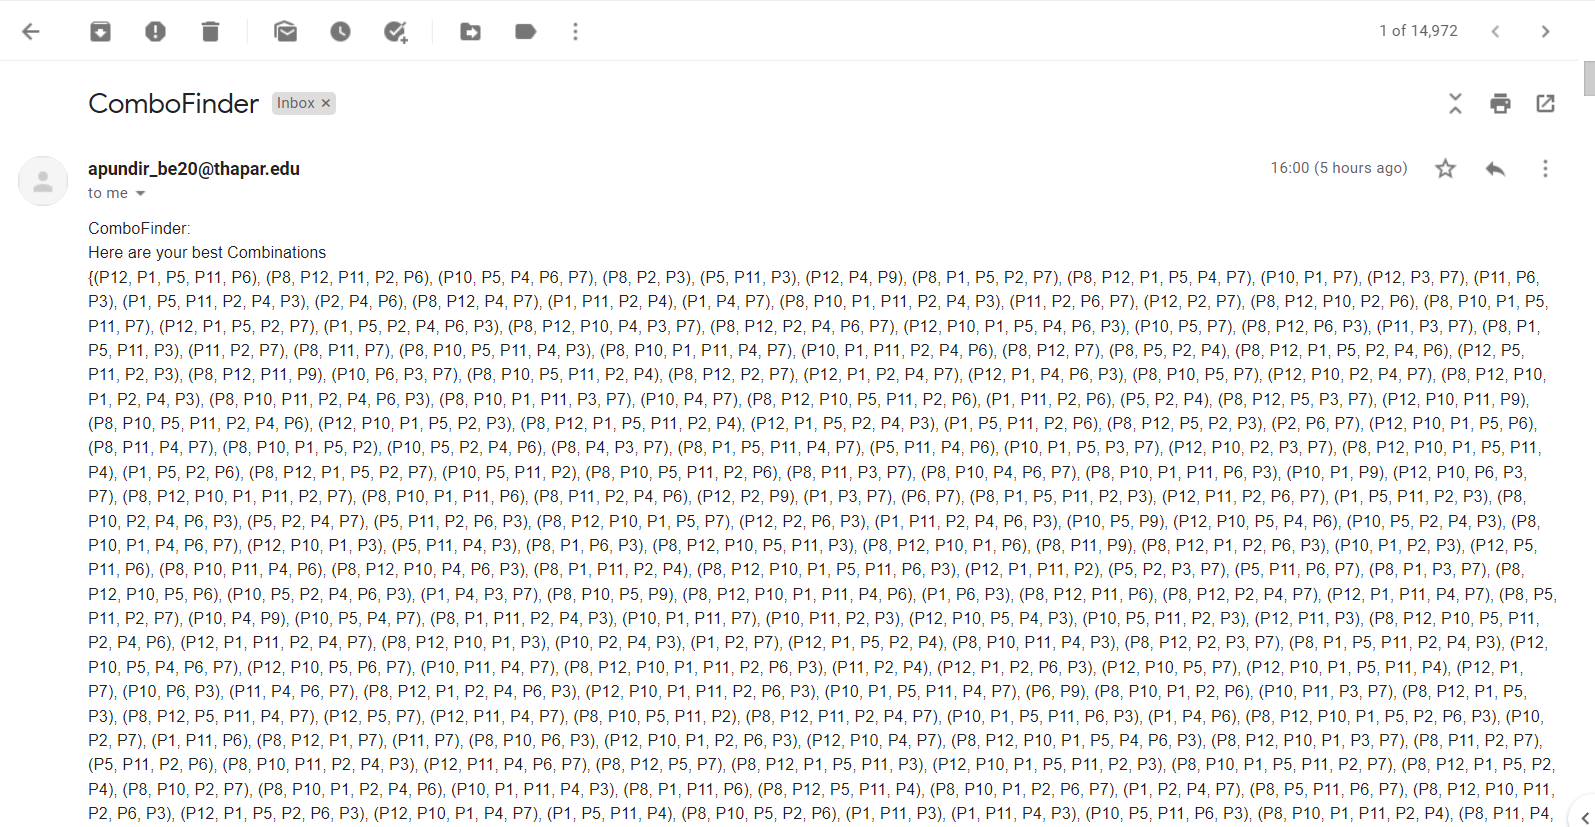 1 of 14,972
ComboFinder Inbox ×
apundir_be20@thapar.edu 16:00 (5 hours ago)
to me
ComboFinder:
Here are your best Combinations
{(P12, P1, P5, P11, P6), (P8, P12, P11, P2, P6), (P10, P5, P4, P6, P7), (P8, P2, P3), (P5, P11, P3), (P12, P4, P9), (P8, P1, P5, P2, P7), (P8, P12, P1, P5, P4, P7), (P10, P1, P7), (P12, P3, P7), (P11, P6,
P3), (P1, P5, P11, P2, P4, P3), (P2, P4, P6), (P8, P12, P4, P7), (P1, P11, P2, P4), (P1, P4, P7), (P8, P10, P1, P11, P2, P4, P3), (P11, P2, P6, P7), (P12, P2, P7), (P8, P12, P10, P2, P6), (P8, P10, P1, P5,
P11, P7), (P12, P1, P5, P2, P7), (P1, P5, P2, P4, P6, P3), (P8, P12, P10, P4, P3, P7), (P8, P12, P2, P4, P6, P7), (P12, P10, P1, P5, P4, P6, P3), (P10, P5, P7), (P8, P12, P6, P3), (P11, P3, P7), (P8, P1,
P5, P11, P3), (P11, P2, P7), (P8, P11, P7), (P8, P10, P5, P11, P4, P3), (P8, P10, P1, P11, P4, P7), (P10, P1, P11, P2, P4, P6), (P8, P12, P7), (P8, P5, P2, P4), (P8, P12, P1, P5, P2, P4, P6), (P12, P5,
P11, P2, P3), (P8, P12, P11, P9), (P10, P6, P3, P7), (P8, P10, P5, P11, P2, P4), (P8, P12, P2, P7), (P12, P1, P2, P4, P7), (P12, P1, P4, P6, P3), (P8, P10, P5, P7), (P12, P10, P2, P4, P7), (P8, P12, P10,
P1, P2, P4, P3), (P8, P10, P11, P2, P4, P6, P3), (P8, P10, P1, P11, P3, P7), (P10, P4, P7), (P8, P12, P10, P5, P11, P2, P6), (P1, P11, P2, P6), (P5, P2, P4), (P8, P12, P5, P3, P7), (P12, P10, P11, P9),
(P8, P10, P5, P11, P2, P4, P6), (P12, P10, P1, P5, P2, P3), (P8, P12, P1, P5, P11, P2, P4), (P12, P1, P5, P2, P4, P3), (P1, P5, P11, P2, P6), (P8, P12, P5, P2, P3), (P2, P6, P7), (P12, P10, P1, P5, P6),
(P8, P11, P4, P7), (P8, P10, P1, P5, P2), (P10, P5, P2, P4, P6), (P8, P4, P3, P7), (P8, P1, P5, P11, P4, P7), (P5, P11, P4, P6), (P10, P1, P5, P3, P7), (P12, P10, P2, P3, P7), (P8, P12, P10, P1, P5, P11,
P4), (P1, P5, P2, P6), (P8, P12, P1, P5, P2, P7), (P10, P5, P11, P2), (P8, P10, P5, P11, P2, P6), (P8, P11, P3, P7), (P8, P10, P4, P6, P7), (P8, P10, P1, P11, P6, P3), (P10, P1, P9), (P12, P10, P6, P3,
P7), (P8, P12, P10, P1, P11, P2, P7), (P8, P10, P1, P11, P6), (P8, P11, P2, P4, P6), (P12, P2, P9), (P1, P3, P7), (P6, P7), (P8, P1, P5, P11, P2, P3), (P12, P11, P2, P6, P7), (P1, P5, P11, P2, P3), (P8,
P10, P2, P4, P6, P3), (P5, P2, P4, P7), (P5, P11, P2, P6, P3), (P8, P12, P10, P1, P5, P7), (P12, P2, P6, P3), (P1, P11, P2, P4, P6, P3), (P10, P5, P9), (P12, P10, P5, P4, P6), (P10, P5, P2, P4, P3), (P8,
P10, P1, P4, P6, P7), (P12, P10, P1, P3), (P5, P11, P4, P3), (P8, P1, P6, P3), (P8, P12, P10, P5, P11, P3), (P8, P12, P10, P1, P6), (P8, P11, P9), (P8, P12, P1, P2, P6, P3), (P10, P1, P2, P3), (P12, P5,
P11, P6), (P8, P10, P11, P4, P6), (P8, P12, P10, P4, P6, P3), (P8, P1, P11, P2, P4), (P8, P12, P10, P1, P5, P11, P6, P3), (P12, P1, P11, P2), (P5, P2, P3, P7), (P5, P11, P6, P7), (P8, P1, P3, P7), (P8,
P12, P10, P5, P6), (P10, P5, P2, P4, P6, P3), (P1, P4, P3, P7), (P8, P10, P5, P9), (P8, P12, P10, P1, P11, P4, P6), (P1, P6, P3), (P8, P12, P11, P6), (P8, P12, P2, P4, P7), (P12, P1, P11, P4, P7), (P8, P5,
P11, P2, P7), (P10, P4, P9), (P10, P5, P4, P7), (P8, P1, P11, P2, P4, P3), (P10, P1, P11, P7), (P10, P11, P2, P3), (P12, P10, P5, P4, P3), (P10, P5, P11, P2, P3), (P12, P11, P3), (P8, P12, P10, P5, P11,
P2, P4, P6), (P12, P1, P11, P2, P4, P7), (P8, P12, P10, P1, P3), (P10, P2, P4, P3), (P1, P2, P7), (P12, P1, P5, P2, P4), (P8, P10, P11, P4, P3), (P8, P12, P2, P3, P7), (P8, P1, P5, P11, P2, P4, P3), (P12,
P10, P5, P4, P6, P7), (P12, P10, P5, P6, P7), (P10, P11, P4, P7), (P8, P12, P10, P1, P11, P2, P6, P3), (P11, P2, P4), (P12, P1, P2, P6, P3), (P12, P10, P5, P7), (P12, P10, P1, P5, P11, P4), (P12, P1,
P7), (P10, P6, P3), (P11, P4, P6, P7), (P8, P12, P1, P2, P4, P6, P3), (P12, P10, P1, P11, P2, P6, P3), (P10, P1, P5, P11, P4, P7), (P6, P9), (P8, P10, P1, P2, P6), (P10, P11, P3, P7), (P8, P12, P1, P5,
P3), (P8, P12, P5, P11, P4, P7), (P12, P5, P7), (P12, P11, P4, P7), (P8, P10, P5, P11, P2), (P8, P12, P11, P2, P4, P7), (P10, P1, P5, P11, P6, P3), (P1, P4, P6), (P8, P12, P10, P1, P5, P2, P6, P3), (P10,
P2, P7), (P1, P11, P6), (P8, P12, P1, P7), (P11, P7), (P8, P10, P6, P3), (P12, P10, P1, P2, P6, P3), (P12, P10, P4, P7), (P8, P12, P10, P1, P5, P4, P6, P3), (P8, P12, P10, P1, P3, P7), (P8, P11, P2, P7),
(P5, P11, P2, P6), (P8, P10, P11, P2, P4, P3), (P12, P11, P4, P6, P7), (P8, P12, P5, P7), (P8, P12, P1, P5, P11, P3), (P12, P10, P1, P5, P11, P2, P3), (P8, P10, P1, P5, P11, P2, P7), (P8, P12, P1, P5, P2,
P4), (P8, P10, P2, P7), (P8, P10, P1, P2, P4, P6), (P10, P1, P11, P4, P3), (P8, P1, P11, P6), (P8, P12, P5, P11, P4), (P8, P10, P1, P2, P6, P7), (P1, P2, P4, P7), (P8, P5, P11, P6, P7), (P8, P12, P10, P11,
P2, P6, P3), (P12, P1, P5, P2, P6, P3), (P12, P10, P1, P4, P7), (P1, P5, P11, P4), (P8, P10, P5, P2, P6), (P1, P11, P3), (P1, P11, P4, P3), (P10, P5, P11, P6, P3), (P8, P10, P1, P11, P2, P4), (P8, P11, P4,